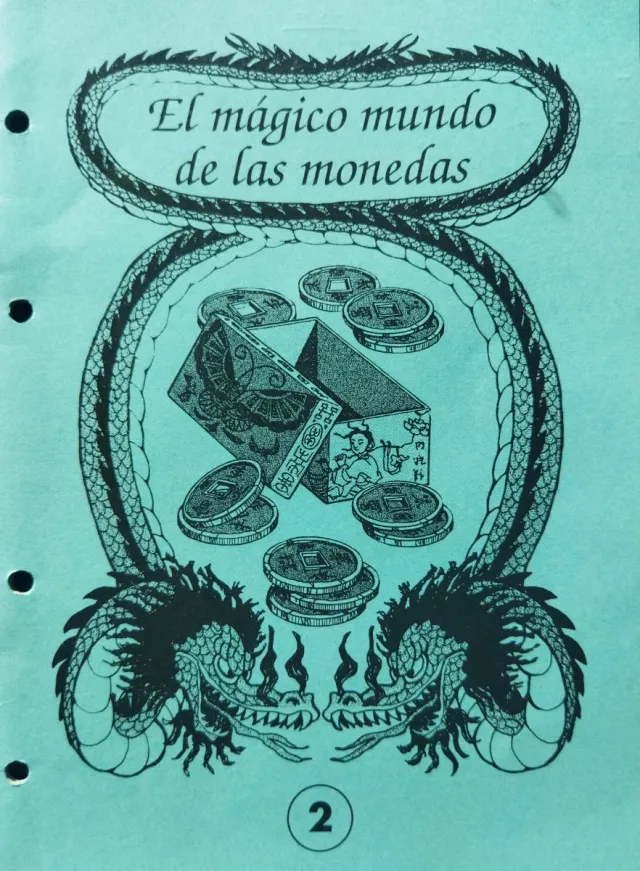 El mágico mundo
de las monedas
2